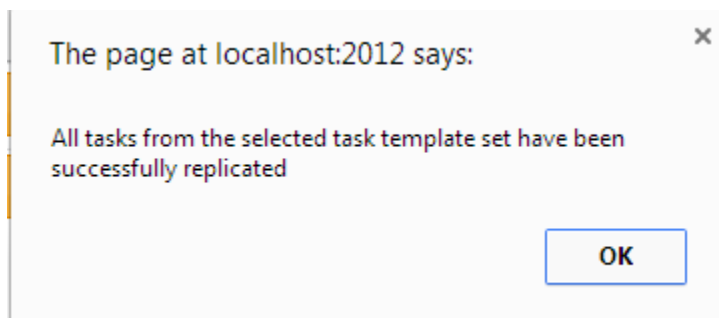 The page at localhost:2012 says:
All tasks from the selected task template set have been
successfully replicated
OK